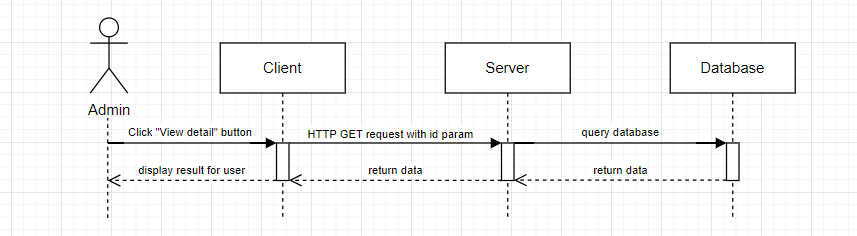 Client
Server
Database
Admin
Click "View detail" button
HTTP GET request with id param
query database
display result for user
return data
return data